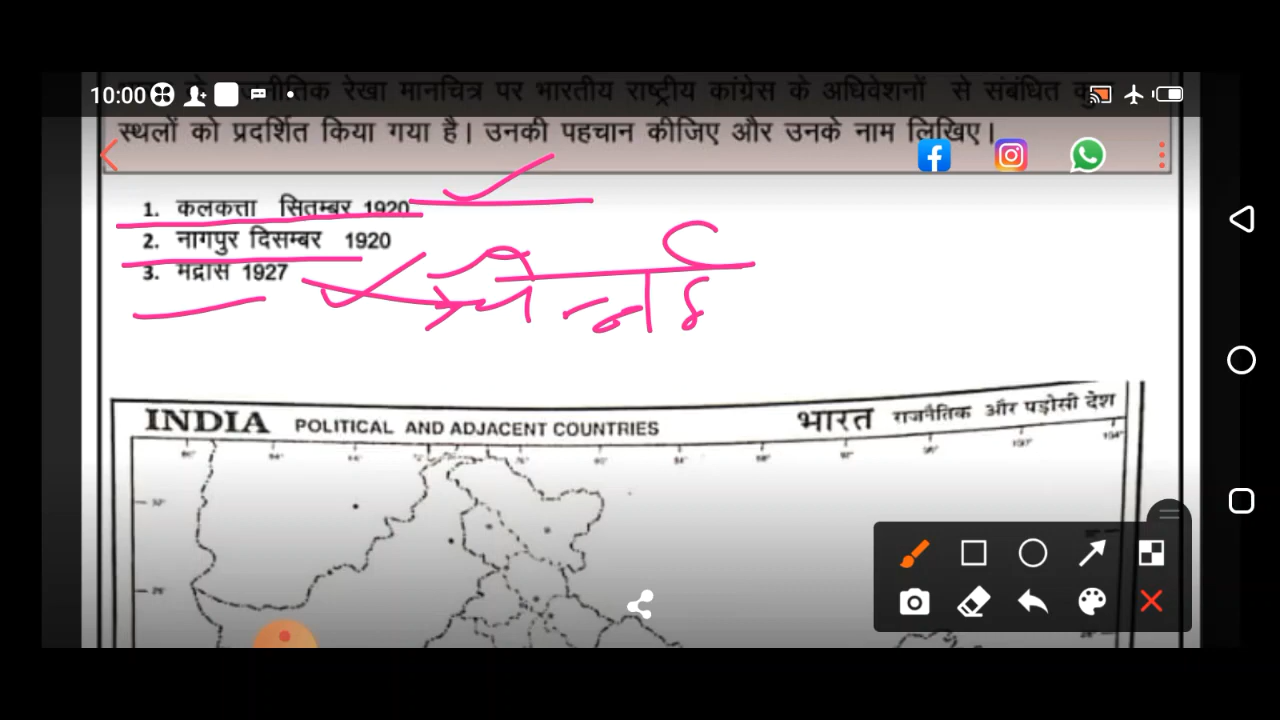 10:00
राजनीतिक रेखा मानचित्र पर भारतीय राष्ट्रीय कांग्रेस के अधिवेशनों से संबंधित कुछ
स्थलों को प्रदर्शित किया गया है। उनकी पहचान कीजिए और उनके नाम लिखिए।
1. कलकत्ता सितम्बर 1920
2. नागपुर दिसम्बर 1920
3. मद्रास 1927
INDIA POLITICAL AND ADJACENT COUNTRIES भारत राजनैतिक और पड़ोसी देश